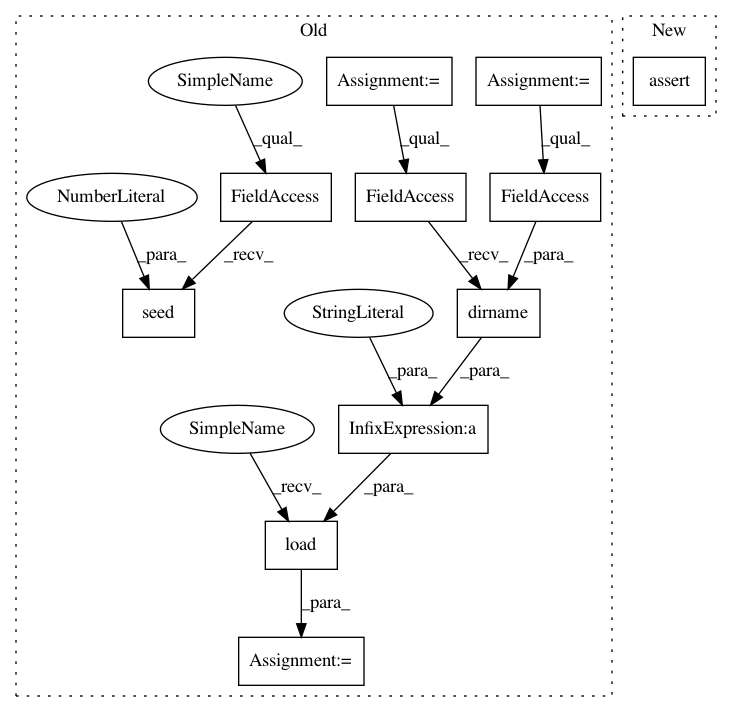 Old
New
SimpleName
Assignment:=
Assignment:=
assert
_qual_
_qual_
_qual_
NumberLiteral
FieldAccess
FieldAccess
FieldAccess
_para_
_recv_
_recv_
_para_
seed
StringLiteral
dirname
_para_
_para_
SimpleName
InfixExpression:a
_recv_
_para_
load
_para_
Assignment:=